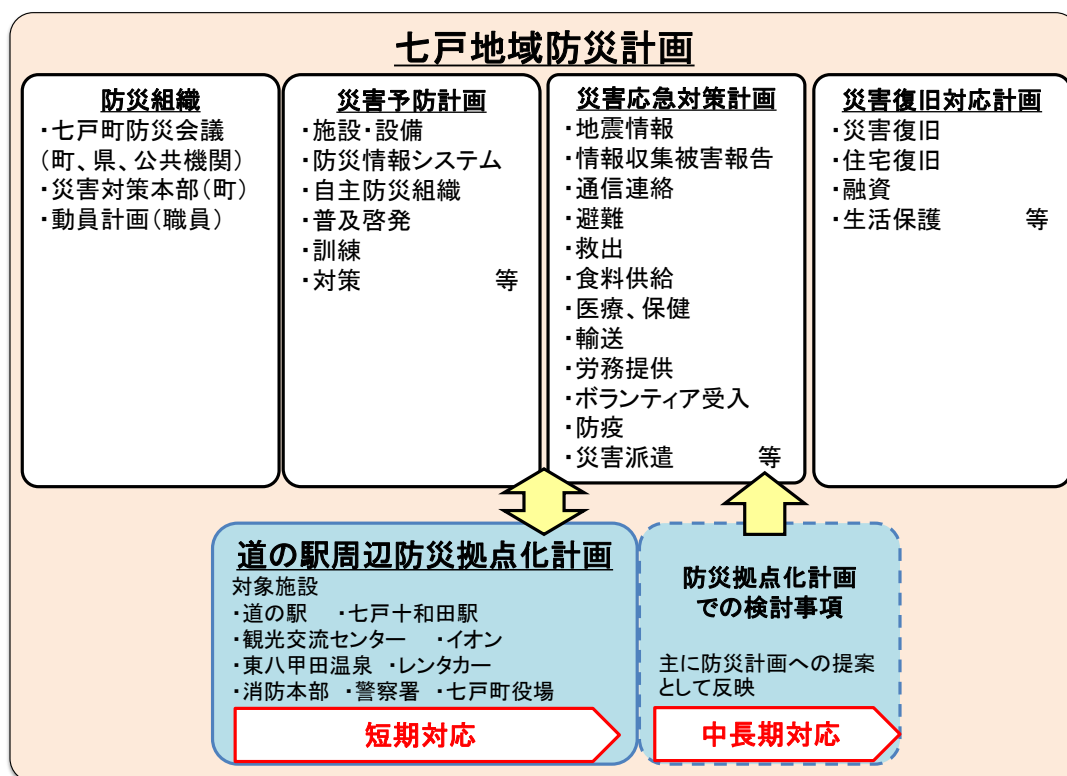 七戸地域防災計画
防災組織
・七戸町防災会議
(町、県、公共機関)
・災害対策本部(町)
・動員計画(職員)
災害予防計画
・施設・設備
・防災情報システム
・自主防災組織
・普及啓発
・訓練
・対策 等
災害応急対策計画
・地震情報
・情報収集被害報告
・通信連絡
・避難
・救出
・食料供給
・医療、保健
・輸送
・労務提供
・ボランティア受入
・防疫
・災害派遣 等
災害復旧対応計画
・災害復旧
・住宅復旧
・融資
・生活保護 等
道の駅周辺防災拠点化計画
対象施設
・道の駅 ・七戸十和田駅
・観光交流センター ・イオン
・東八甲田温泉 ・レンタカー
・消防本部 ・警察署 ・七戸町役場
短期対応
防災拠点化計画
での検討事項
主に防災計画への提案
として反映
中長期対応